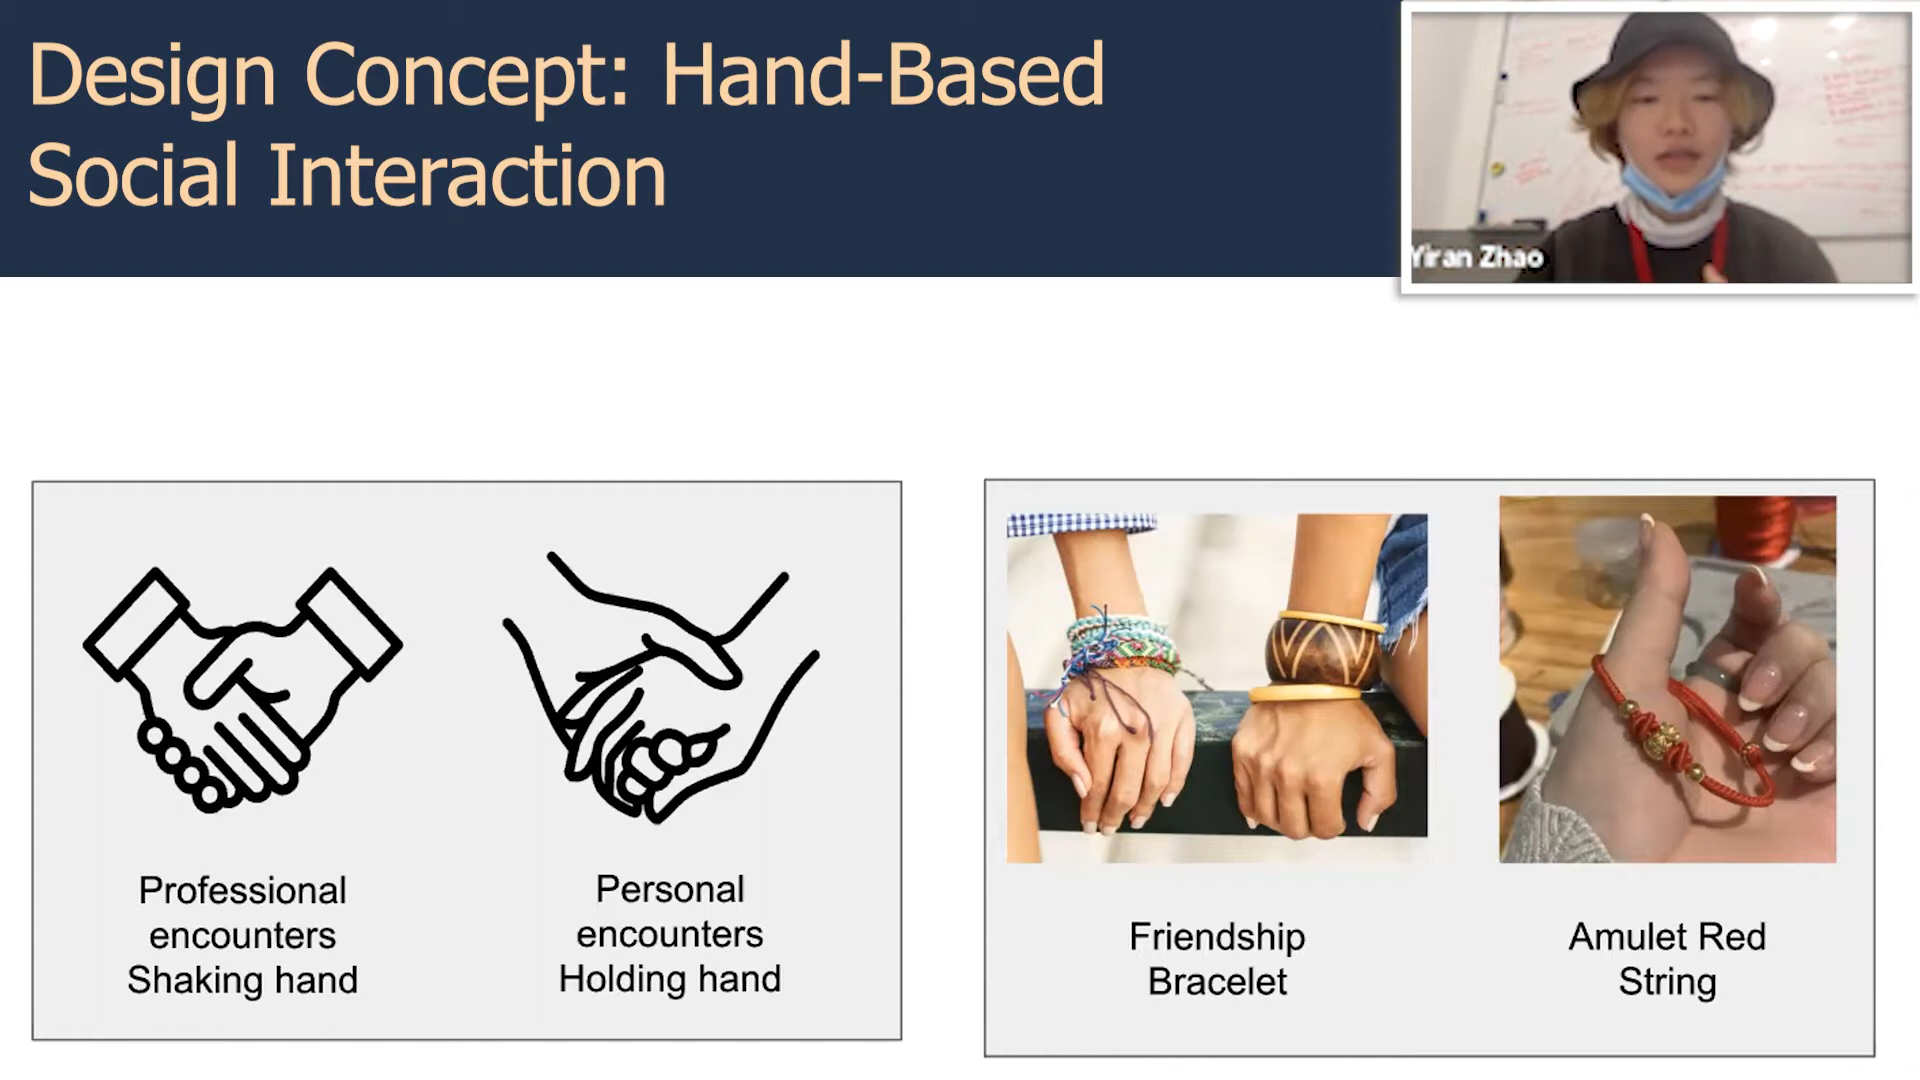 Design Concept: Hand-Based
Social Interaction
Yiran Zhao
Professional
encounters
Shaking hand
Personal
encounters
Holding hand
Friendship
Bracelet
Amulet Red
String